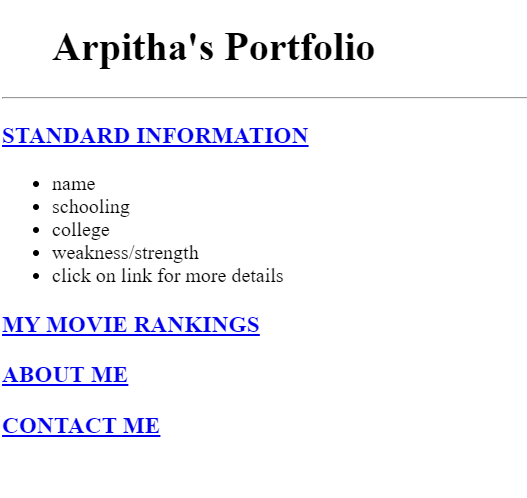 Arpitha's Portfolio
STANDARD INFORMATION
name
schooling
college
weakness/strength
click on link for more details
MY MOVIE RANKINGS
ABOUT ME
CONTACT ME